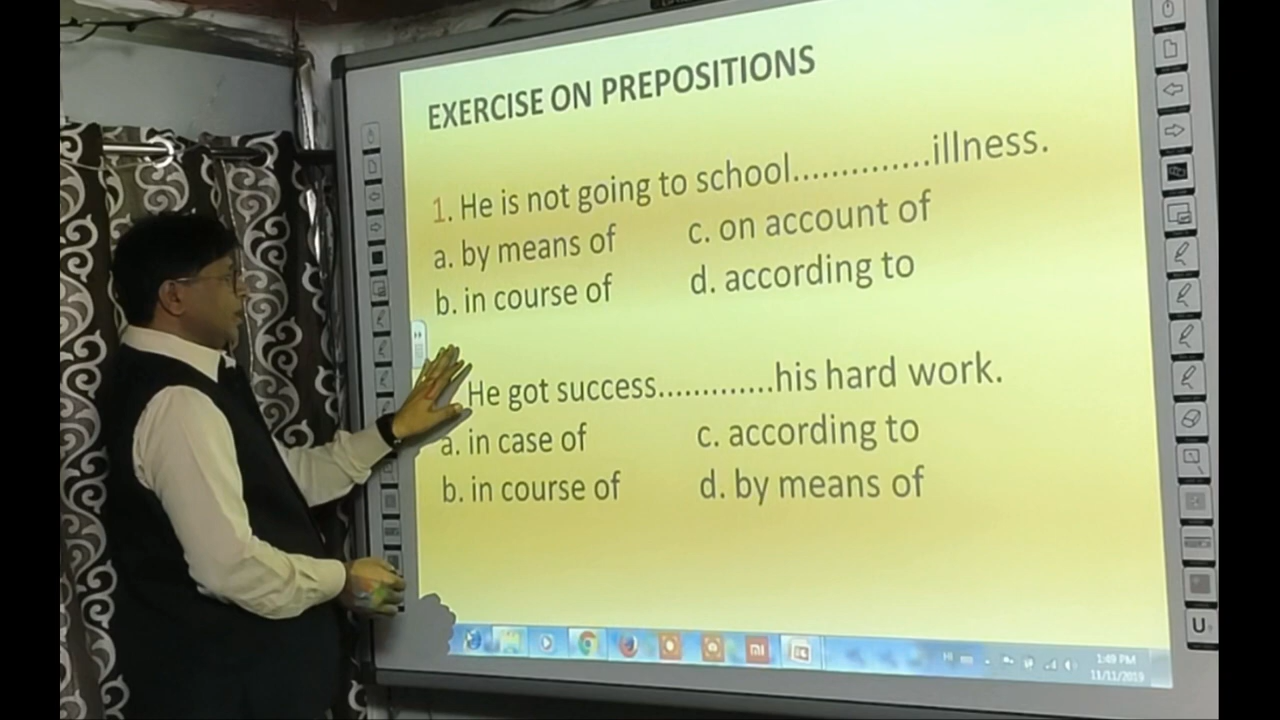 EXERCISE ON PREPOSITIONS
1. He is not going to school..............illness.
a. by means of c. on account of
b. in course of d. according to
He got success.............his hard work.
a. in case of c. according to
b. in course of d. by means of
HI 1:49 PM
11/11/2019
mi
U